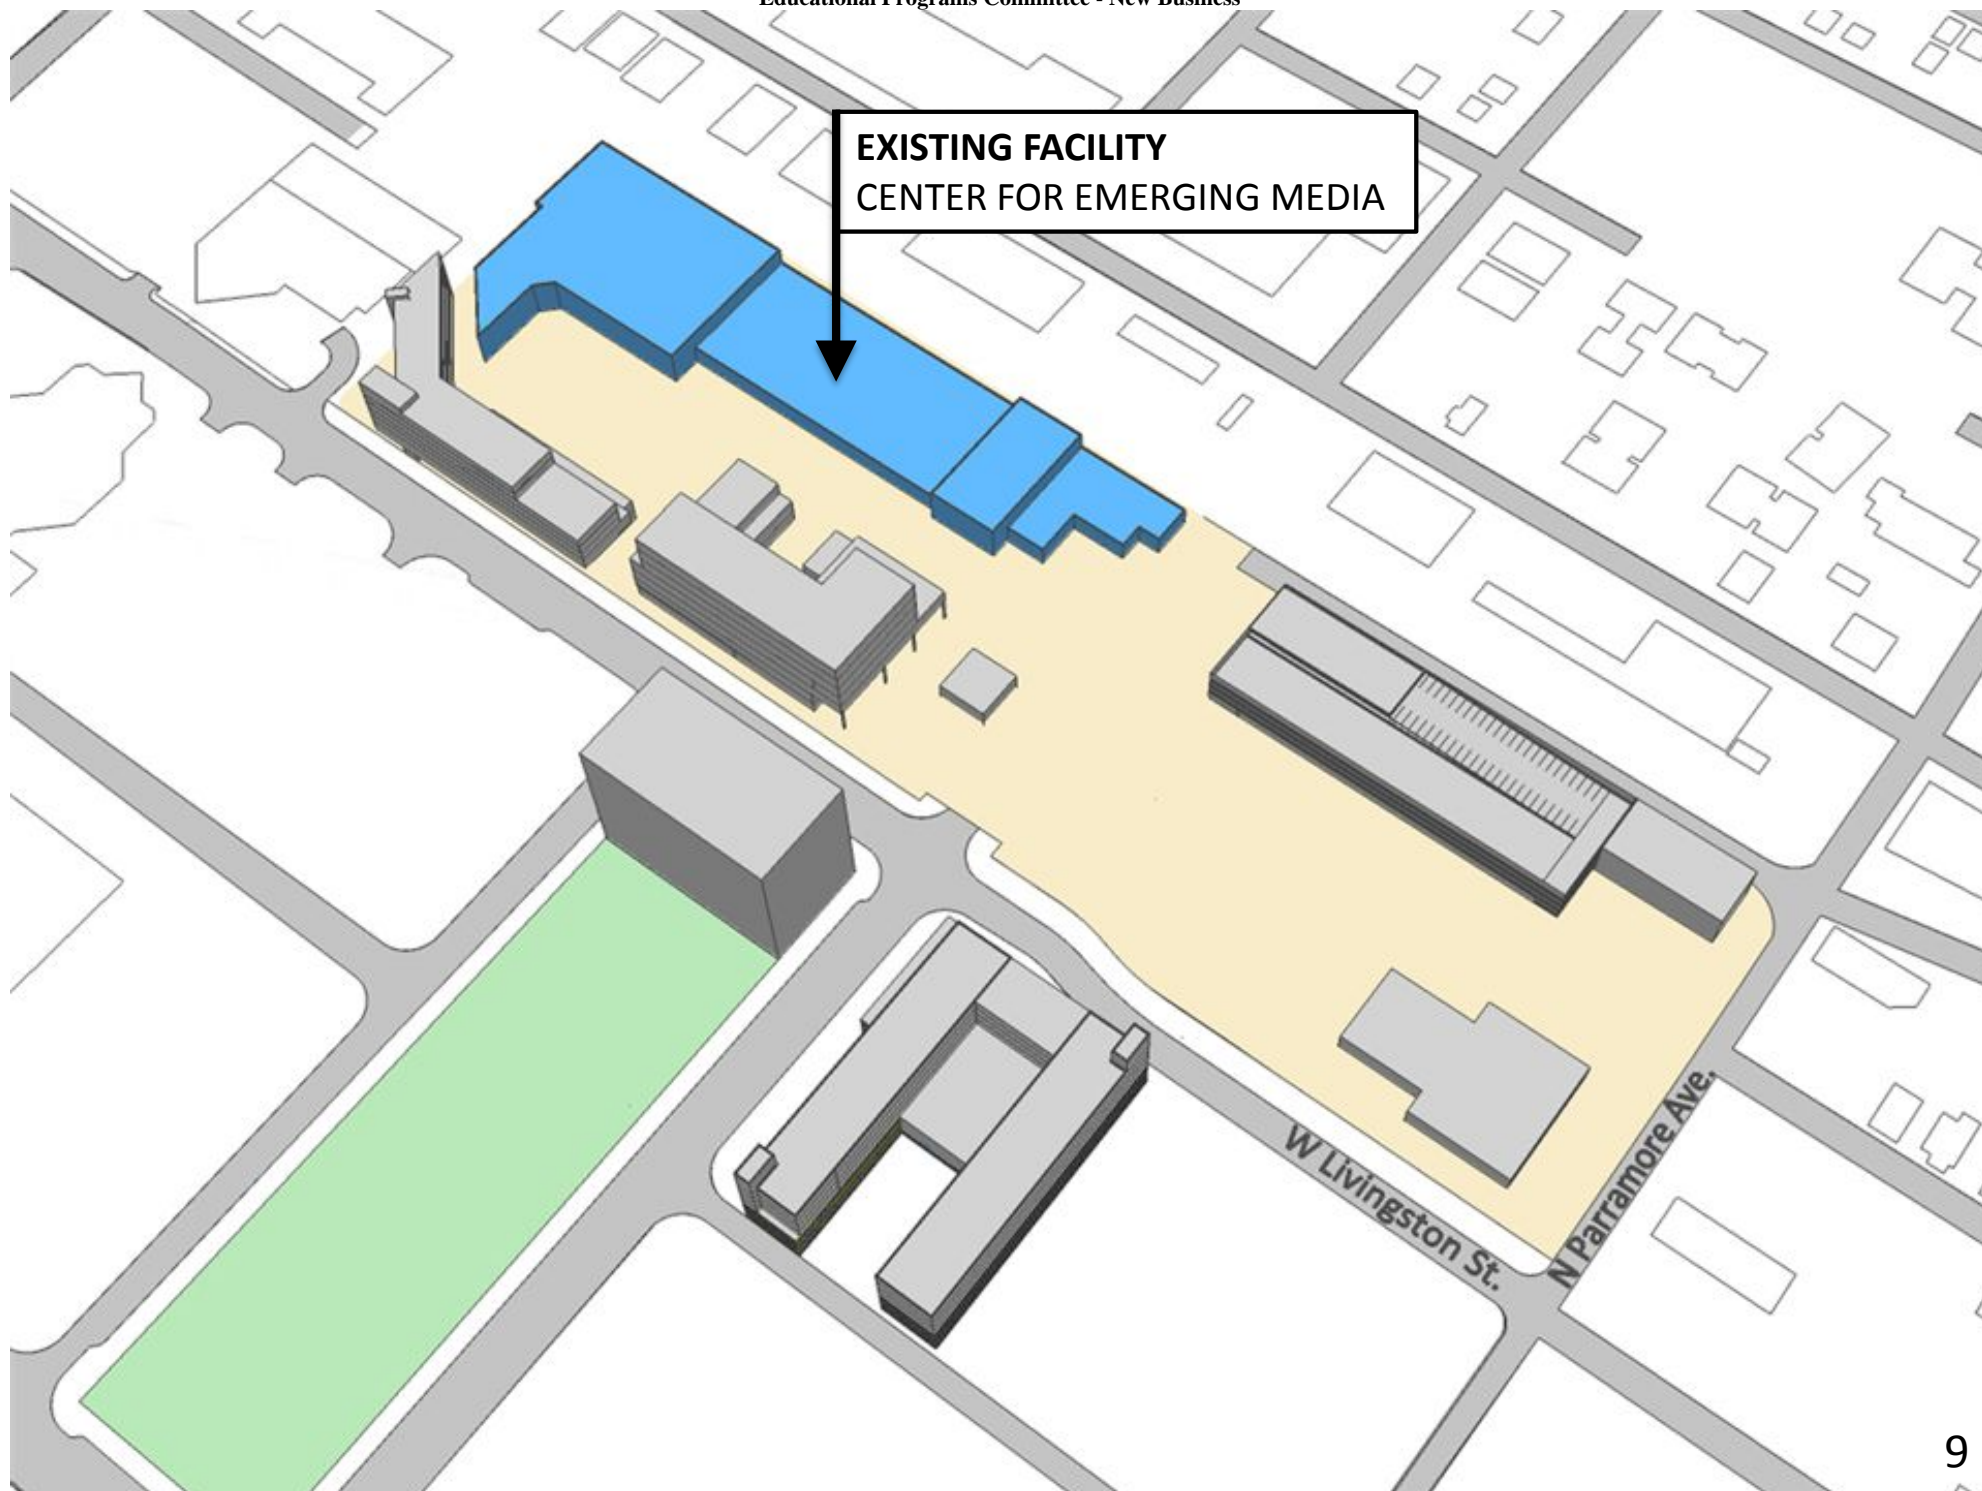 Educational Programs Committee - New Business
EXISTING FACILITY
CENTER FOR EMERGING MEDIA
W Livingston St.
N Parramore Ave.
9